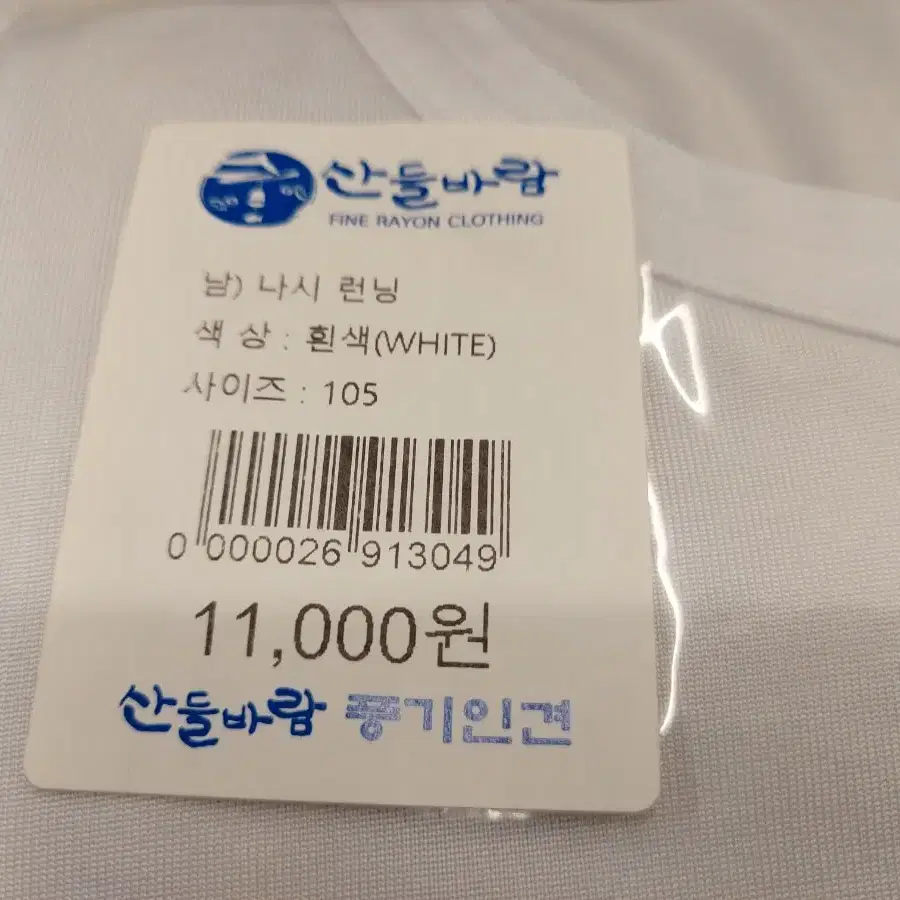 산들바람
FINE RAYON CLOTHING
남) 나시 런닝
색 상 : 흰색(WHITE)
사이즈 : 105
0 000026 913049
11,000원
산들바람 풍기인견